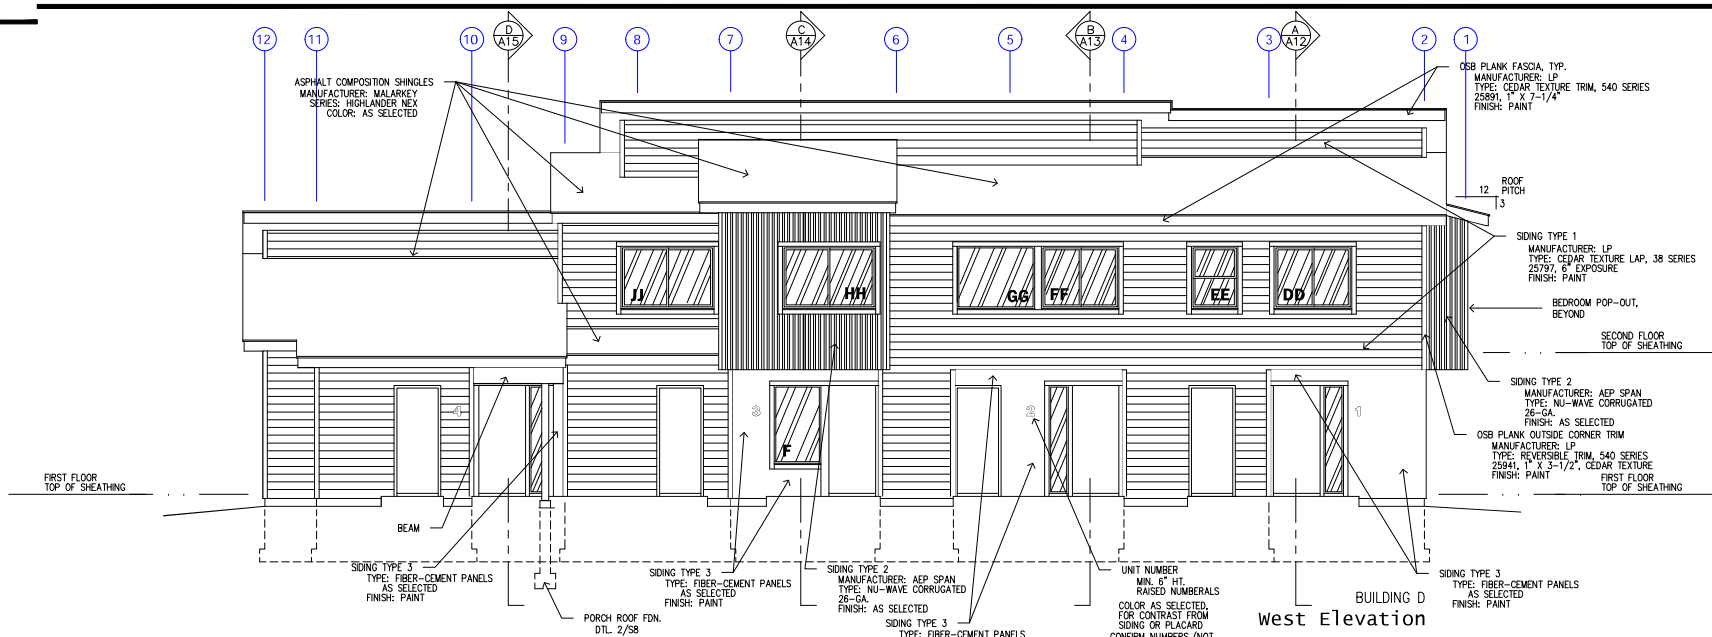 12
11
10
D
A15
9
8
7
C
A14
6
5
B
A13
4
3
A
A12
2
1
ASPHALT COMPOSITION SHINGLES
MANUFACTURER: MALARKEY
SERIES: HIGHLANDER NEX
COLOR: AS SELECTED
OSB PLANK FASCIA, TYP.
MANUFACTURER: LP
TYPE: CEDAR TEXTURE TRIM, 540 SERIES
25891, 1" X 7-1/4"
FINISH: PAINT
12
ROOF
PITCH
3
SIDING TYPE 1
MANUFACTURER: LP
TYPE: CEDAR TEXTURE LAP, 38 SERIES
25797, 6" EXPOSURE
FINISH: PAINT
JJ
HH
GG
FF
EE
DD
BEDROOM POP-OUT,
BEYOND
SECOND FLOOR
TOP OF SHEATHING
SIDING TYPE 2
MANUFACTURER: AEP SPAN
TYPE: NU-WAVE CORRUGATED
26-GA.
FINISH: AS SELECTED
4
3
2
1
F
OSB PLANK OUTSIDE CORNER TRIM
MANUFACTURER: LP
TYPE: REVERSIBLE TRIM, 540 SERIES
25941, 1" X 3-1/2", CEDAR TEXTURE
FINISH: PAINT
FIRST FLOOR
TOP OF SHEATHING
FIRST FLOOR
TOP OF SHEATHING
BEAM
SIDING TYPE 3
TYPE: FIBER-CEMENT PANELS
AS SELECTED
FINISH: PAINT
PORCH ROOF FDN.
DTL. 2/S8
SIDING TYPE 3
TYPE: FIBER-CEMENT PANELS
AS SELECTED
FINISH: PAINT
SIDING TYPE 2
MANUFACTURER: AEP SPAN
TYPE: NU-WAVE CORRUGATED
26-GA.
FINISH: AS SELECTED
SIDING TYPE 3
TYPE: FIBER-CEMENT PANELS
UNIT NUMBER
MIN. 6" HT.
RAISED NUMBERALS
COLOR AS SELECTED,
FOR CONTRAST FROM
SIDING OR PLACARD
CONFIRM NUMBERS (NOT
SIDING TYPE 3
TYPE: FIBER-CEMENT PANELS
AS SELECTED
FINISH: PAINT
BUILDING D
West Elevation